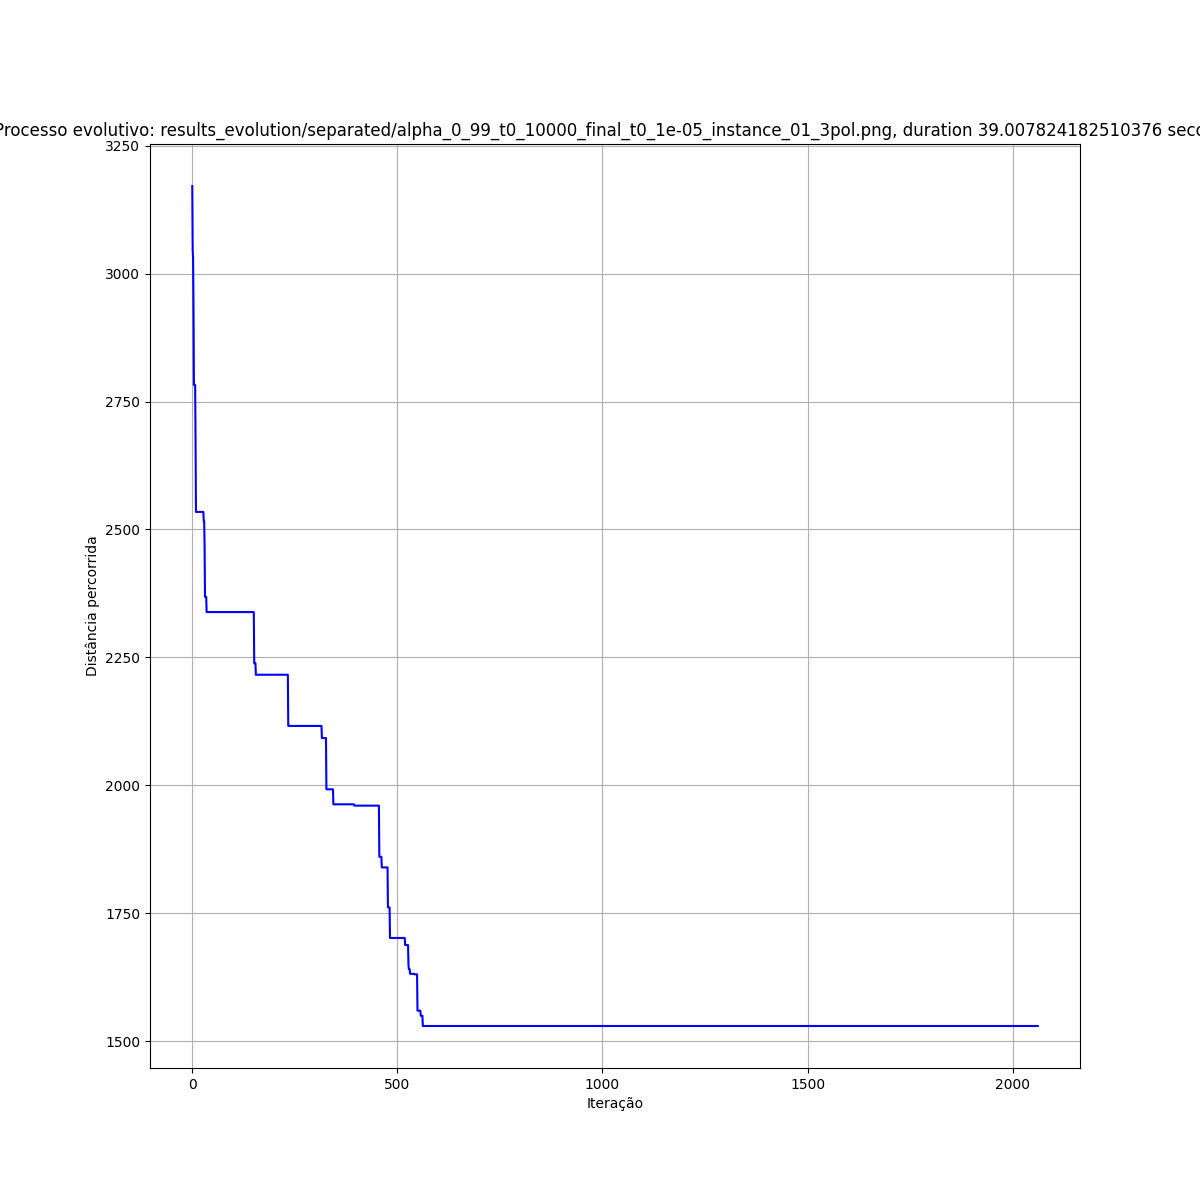 Processo evolutivo: results_evolution/separated/alpha_0_99_t0_10000_final_t0_1e-05_instance_01_3pol.png, duration 39.007824182510376 seco
3250
3000
2750
2500
2250
2000
1750
1500
Distância percorrida
0 500 1000 1500 2000
Iteração